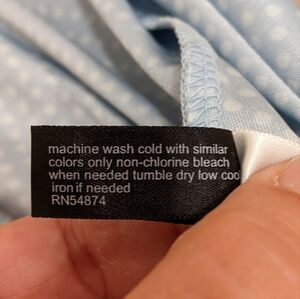 machine wash cold with similar
colors only non-chlorine bleach
when needed tumble dry low coo
iron if needed
RN54874